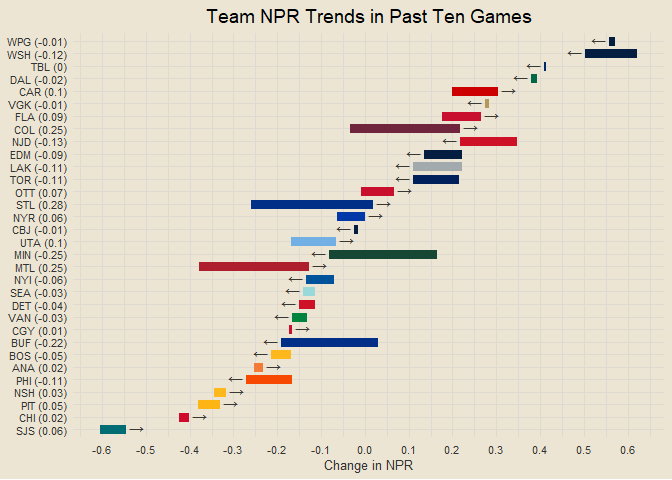 Team NPR Trends in Past Ten Games
WPG (-0.01)
WSH (-0.12)
TBL (0)
DAL (-0.02)
CAR (0.1)
VGK (-0.01)
FLA (0.09)
COL (0.25)
NJD (-0.13)
EDM (-0.09)
LAK (-0.11)
TOR (-0.11)
OTT (0.07)
STL (0.28)
NYR (0.06)
CBJ (-0.01)
UTA (0.1)
MIN (-0.25)
MTL (0.25)
NYI (-0.06)
SEA (-0.03)
DET (-0.04)
VAN (-0.03)
CGY (0.01)
BUF (-0.22)
BOS (-0.05)
ANA (0.02)
PHI (-0.11)
NSH (0.03)
PIT (0.05)
CHI (0.02)
SJS (0.06)
-0.6 -0.5 -0.4 -0.3 -0.2 -0.1 0.0 0.1 0.2 0.3 0.4 0.5 0.6
Change in NPR